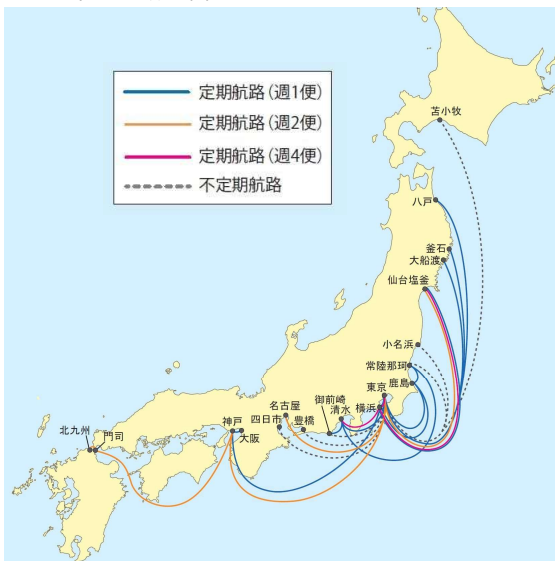 定期航路(週1便)
定期航路(週2便)
定期航路(週4便)
不定期航路
苫小牧
八戸
釜石
大船渡
仙台塩釜
小名浜
常陸那珂
鹿島
東京
横浜
御前崎
清水
名古屋
四日市
豊橋
神戸
大阪
北九州
門司